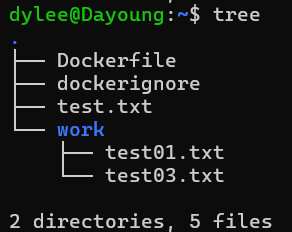 dylee@Dayoung:~$ tree
.
├── Dockerfile
├── dockerignore
├── test.txt
└── work
    ├── test01.txt
    └── test03.txt

2 directories, 5 files